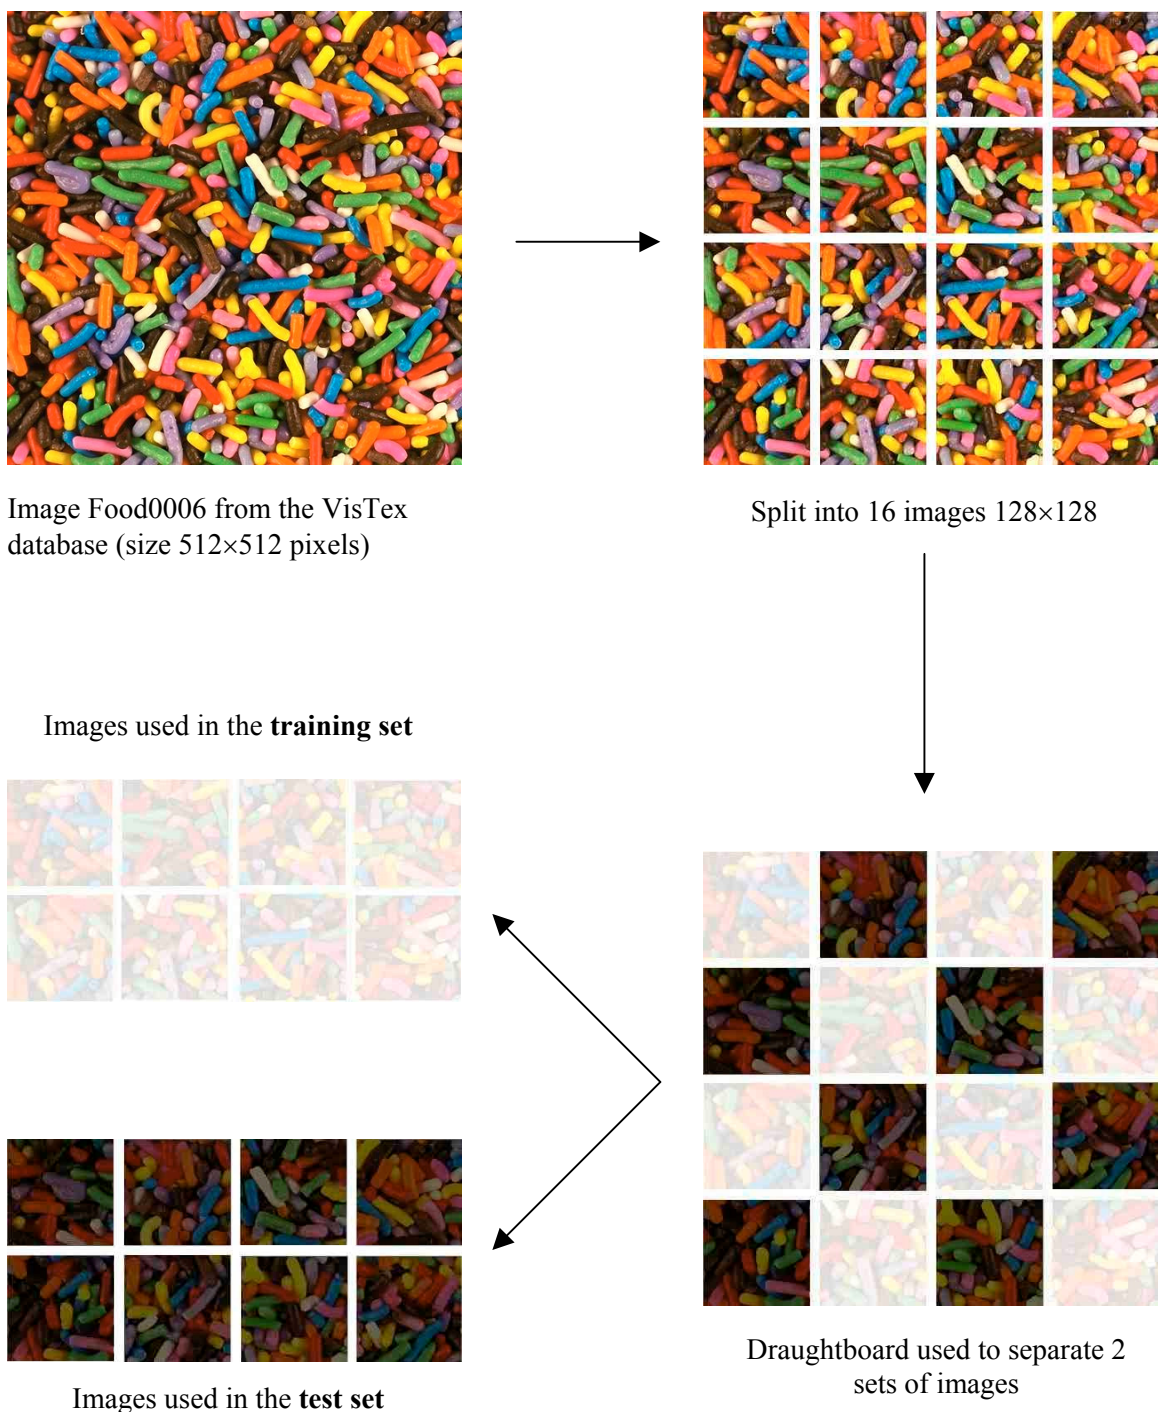 Image Food0006 from the VisTex
database (size 512×512 pixels)
Split into 16 images 128×128
Images used in the training set
Draughtboard used to separate 2
sets of images
Images used in the test set